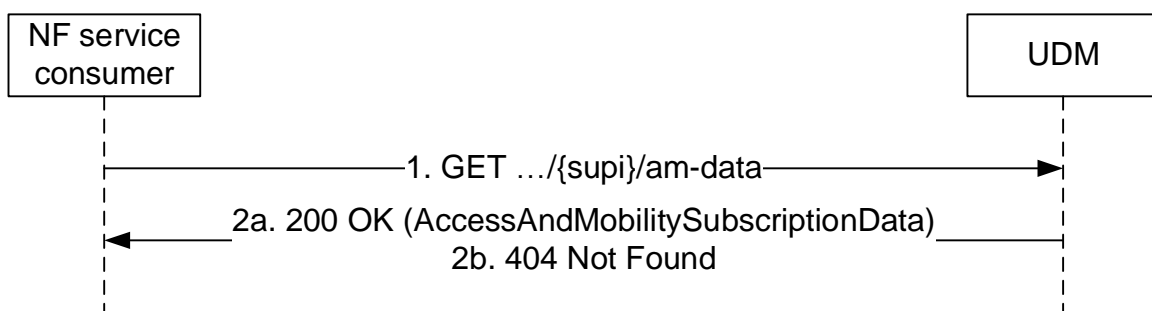 NF service
consumer
UDM
1. GET …/{supi}/am-data
2a. 200 OK (AccessAndMobilitySubscriptionData)
2b. 404 Not Found